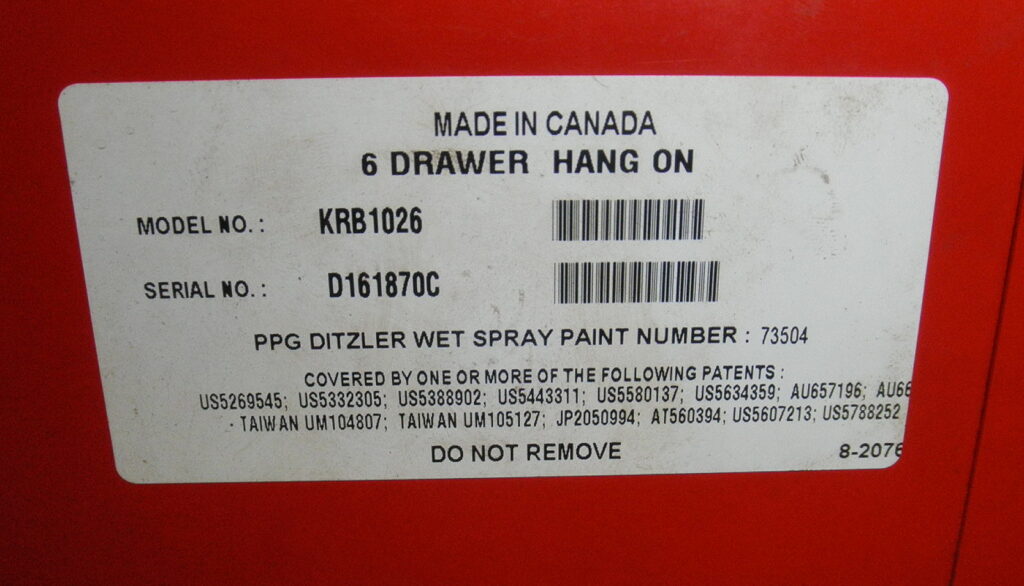 MADE IN CANADA
6 DRAWER HANG ON
MODEL NO. : KRB1026
SERIAL NO. : D161870C
PPG DITZLER WET SPRAY PAINT NUMBER : 73504
COVERED BY ONE OR MORE OF THE FOLLOWING PATENTS :
US5269545; US5332305; US5388902; US5443311; US5580137; US5634359; AU657196; AU66
TAIWAN UM104807; TAIWAN UM105127; JP2050994; AT560394; US5607213; US5788252
DO NOT REMOVE
8-2076